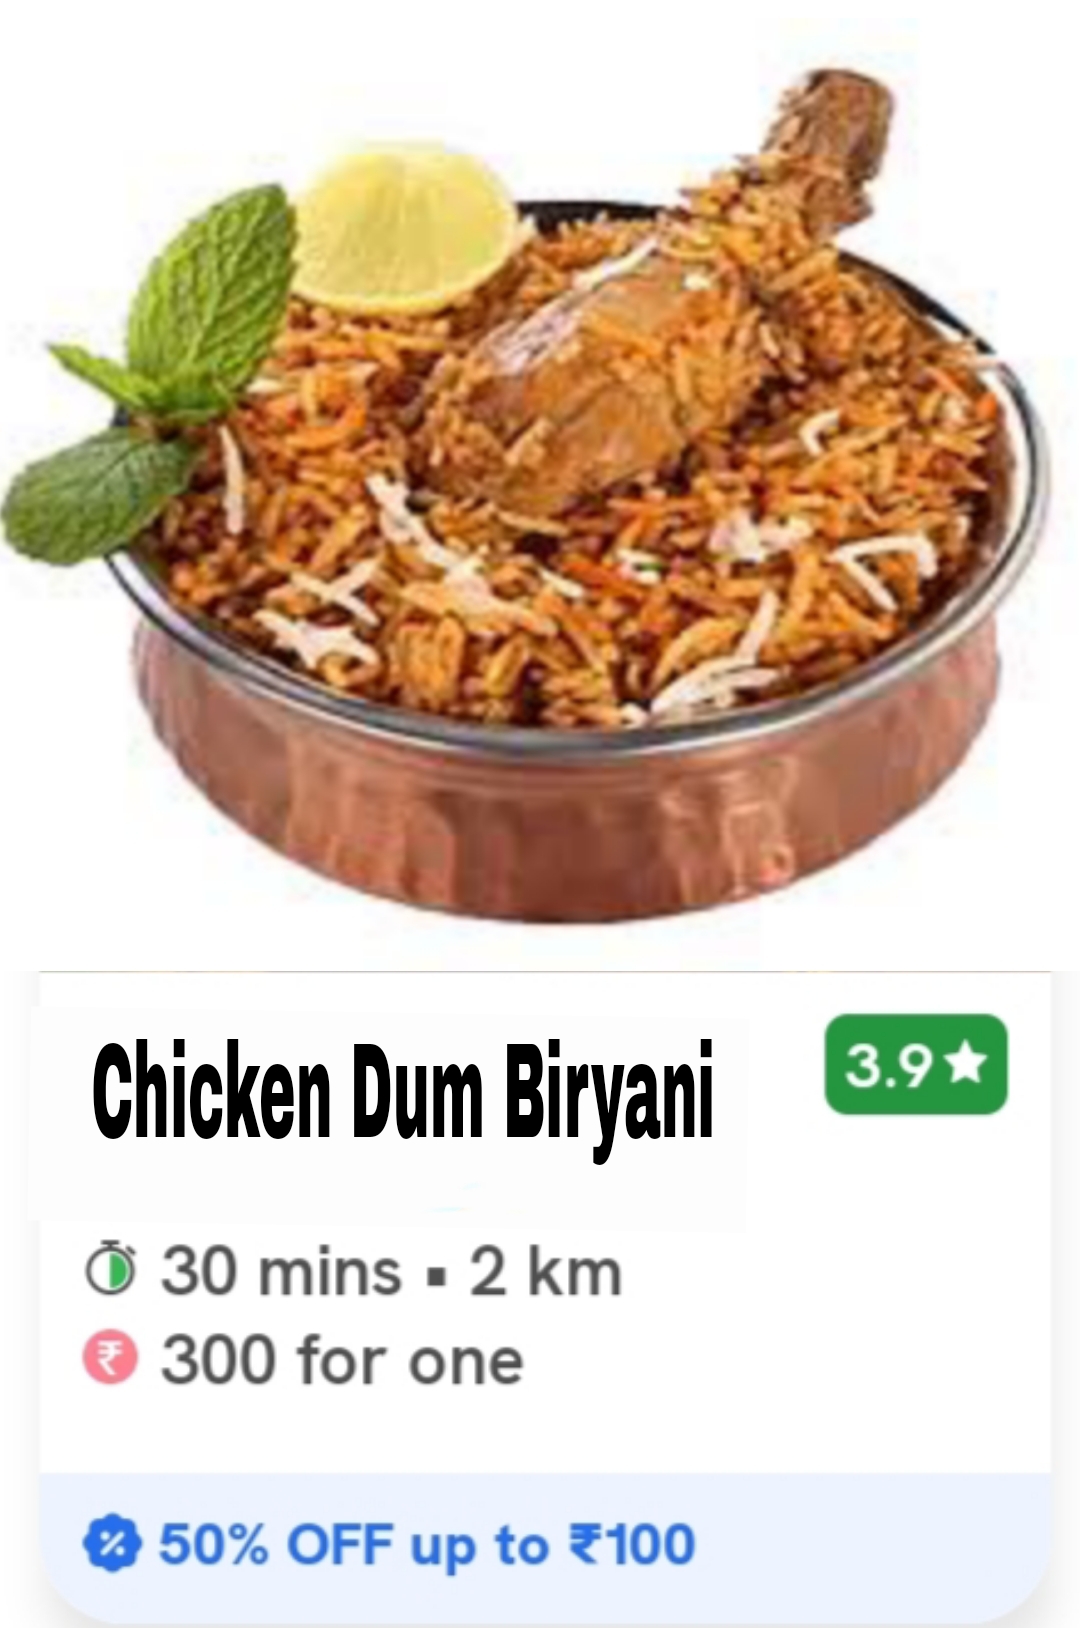 Chicken Dum Biryani
3.9★
30 mins ▪ 2 km
₹ 300 for one
50% OFF up to ₹100